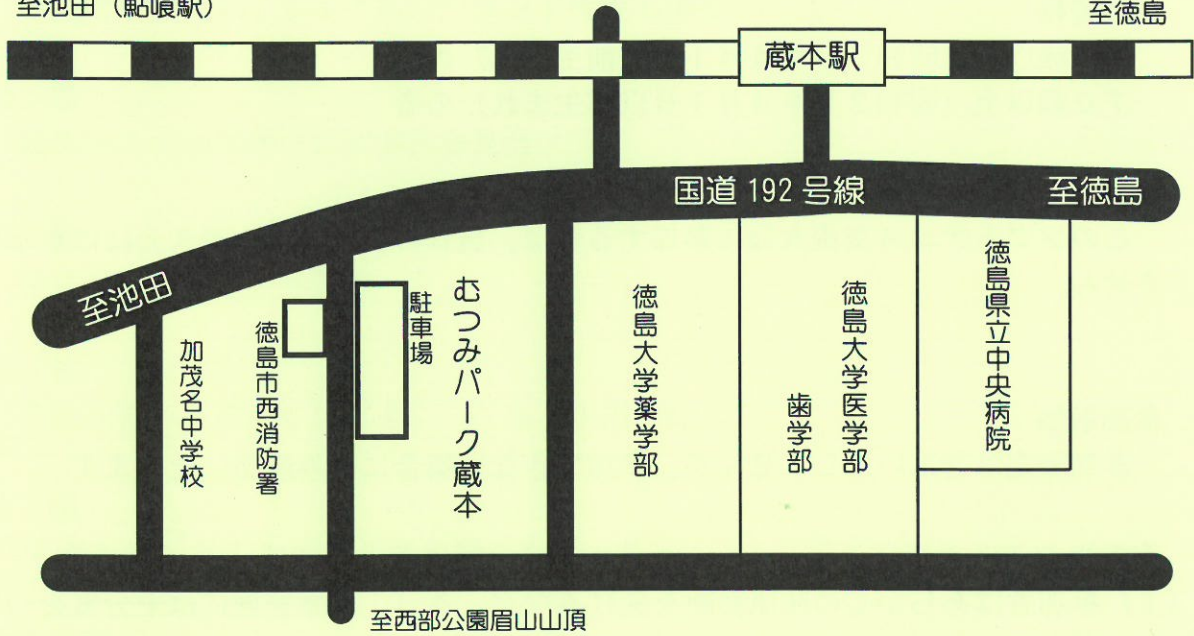 至池田(鮎喰駅)
至徳島
蔵本駅
国道 192 号線
至徳島
至池田
加茂名中学校
徳島市西消防署
駐車場
むつみパーク蔵本
徳島大学薬学部
歯学部
徳島大学医学部
徳島県立中央病院
至西部公園眉山山頂